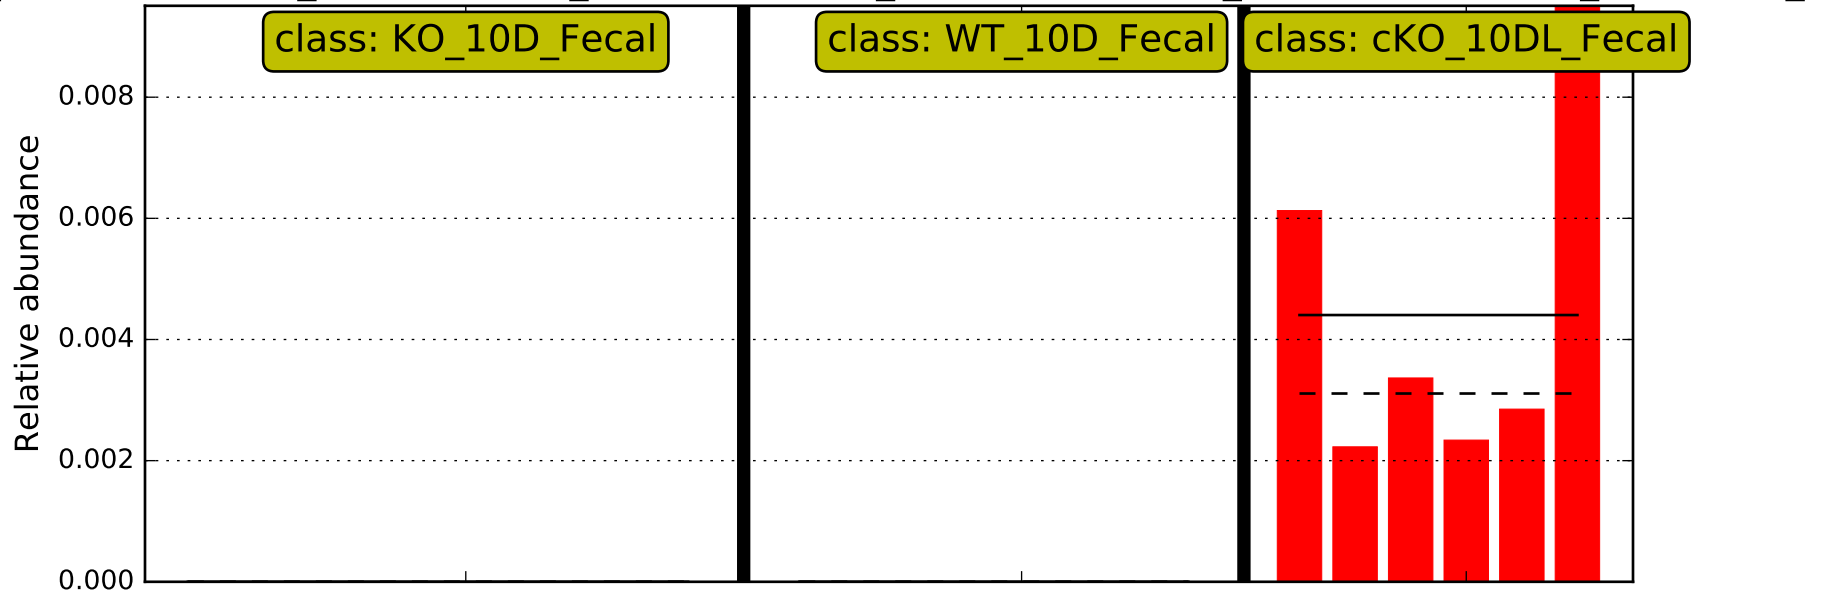 class: KO_10D_Fecal
class: WT_10D_Fecal
class: cKO_10DL_Fecal
0.008
0.006
0.004
0.002
0.000
Relative abundance